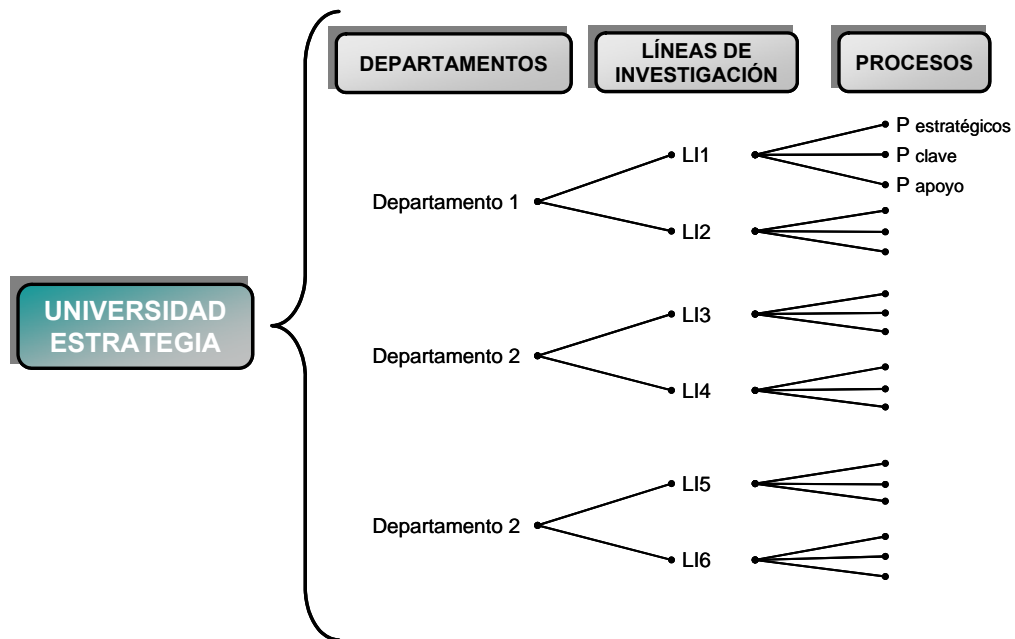 DEPARTAMENTOS
LÍNEAS DE
INVESTIGACIÓN
PROCESOS
P estratégicos
LI1
P clave
P apoyo
Departamento 1
LI2
UNIVERSIDAD
ESTRATEGIA
LI3
Departamento 2
LI4
LI5
Departamento 2
LI6